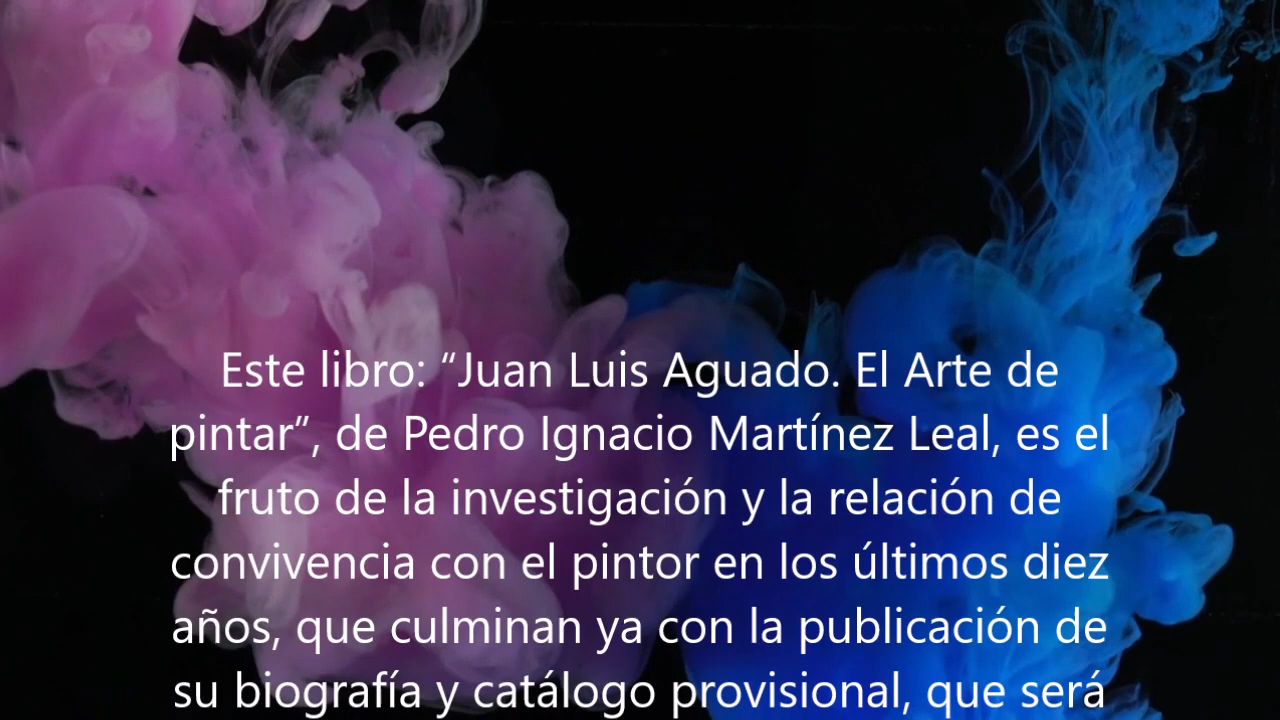 Este libro: “Juan Luis Aguado. El Arte de
pintar”, de Pedro Ignacio Martínez Leal, es el
fruto de la investigación y la relación de
convivencia con el pintor en los últimos diez
años, que culminan ya con la publicación de
su biografía y catálogo provisional, que será